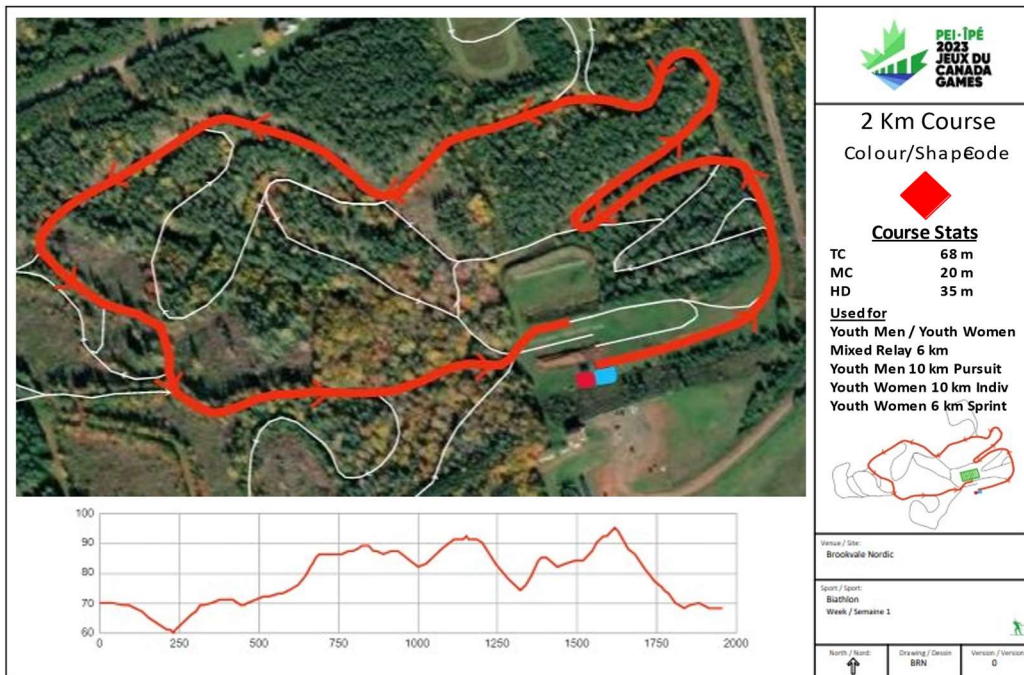 PEI·ÎPÉ
2023
JEUX DU
CANADA
GAMES
2 Km Course
Colour/ShapeCode
Course Stats
TC 68 m
MC 20 m
HD 35 m
Used for
Youth Men / Youth Women
Mixed Relay 6 km
Youth Men 10 km Pursuit
Youth Women 10 km Indiv
Youth Women 6 km Sprint
Venue / Site:
Brookvale Nordic
Sport / Sport:
Biathlon
Week / Semaine 1
North / Nord:
Drawing / Dessin
BRN
Version / Version
0
100
90
80
70
60
0 250 500 750 1000 1250 1500 1750 2000